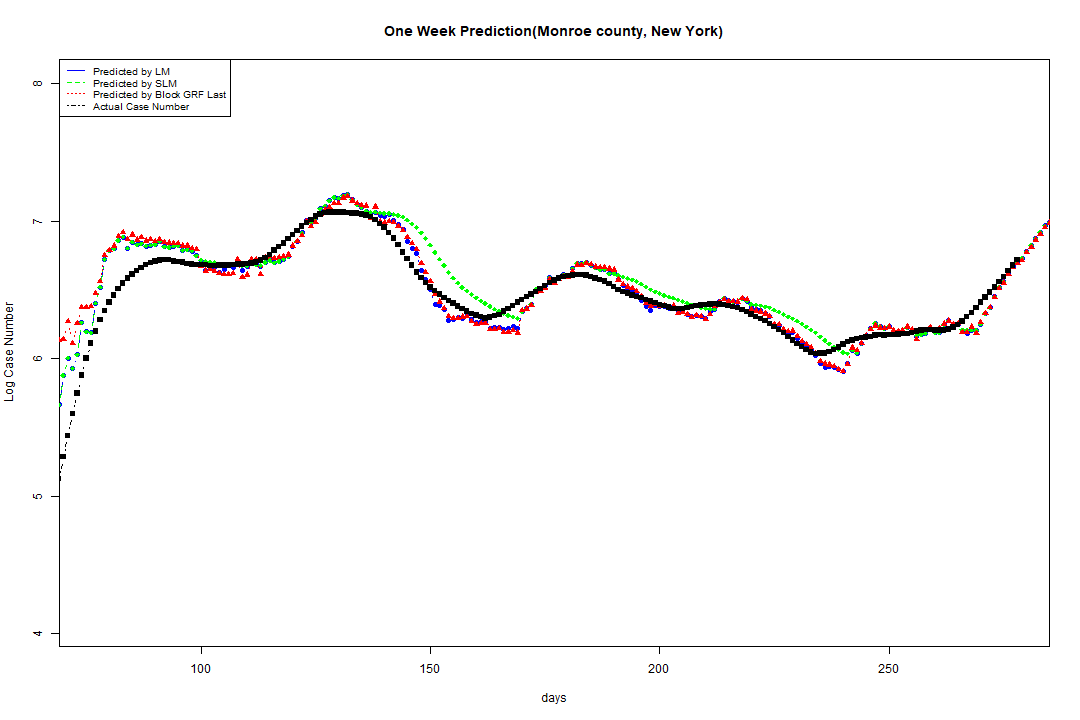 One Week Prediction(Monroe county, New York)
Predicted by LM
Predicted by SLM
Predicted by Block GRF Last
Actual Case Number
8
7
6
5
4
Log Case Number
100
150
200
250
days